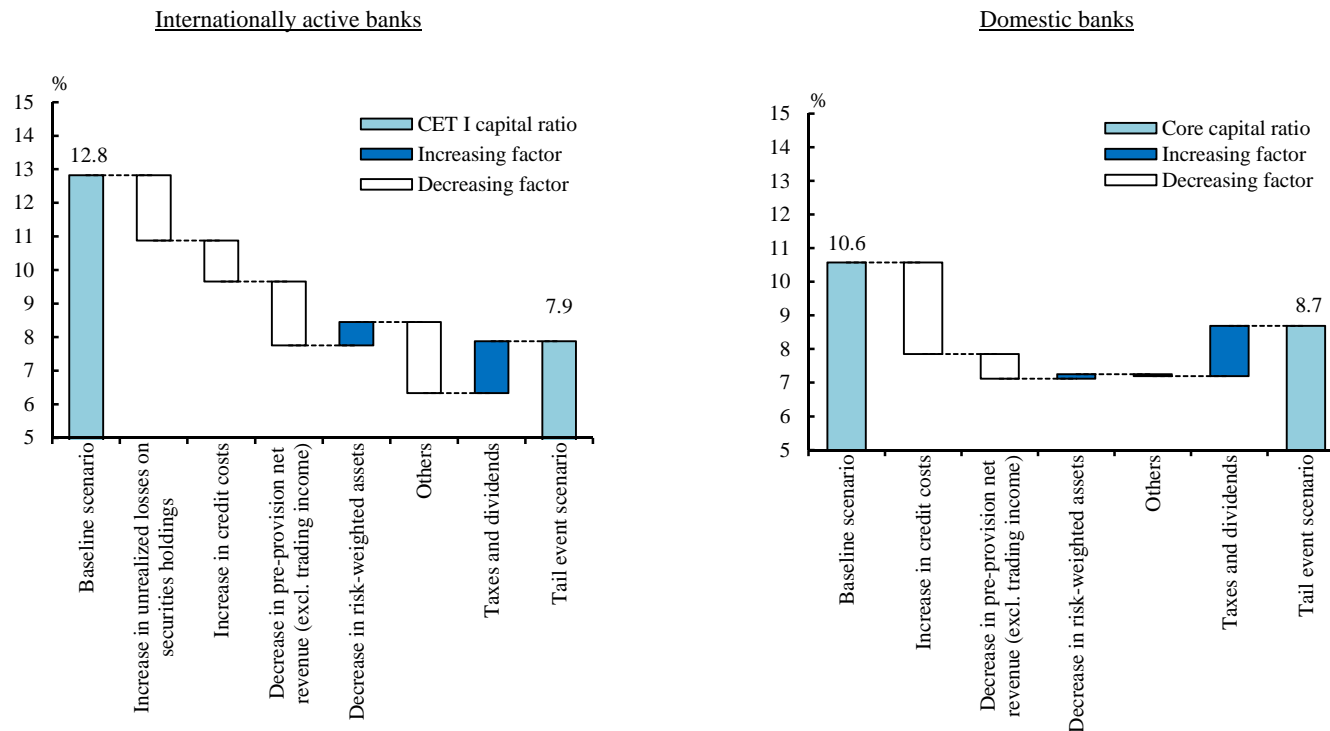 Internationally active banks
%
15
14
13
12
11
10
9
8
7
6
5
CET I capital ratio
Increasing factor
Decreasing factor
12.8
7.9
Baseline scenario
Increase in unrealized losses on
securities holdings
Increase in credit costs
Decrease in pre-provision net
revenue (excl. trading income)
Decrease in risk-weighted assets
Others
Taxes and dividends
Tail event scenario
Domestic banks
%
15
14
13
12
11
10
9
8
7
6
5
Core capital ratio
Increasing factor
Decreasing factor
10.6
8.7
Baseline scenario
Increase in credit costs
Decrease in pre-provision net
revenue (excl. trading income)
Decrease in risk-weighted assets
Others
Taxes and dividends
Tail event scenario